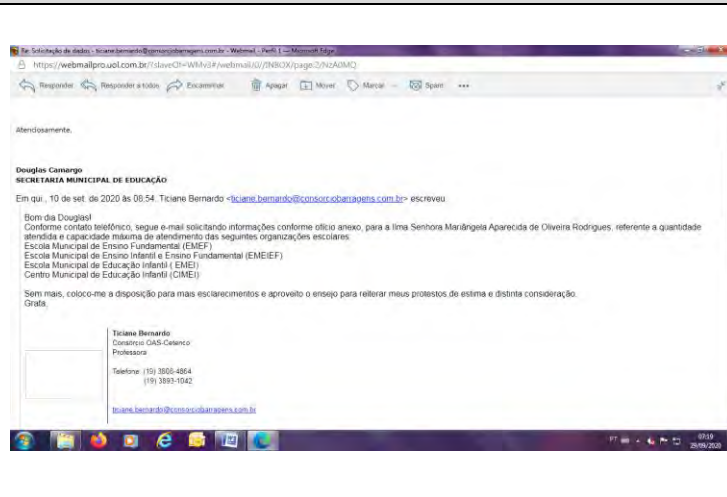 Re: Solicitação de dados - ticiane.bernardo@consorciobarragens.com.br - Webmail - Perfil 1 — Microsoft Edge
https://webmailpro.uol.com.br/
Responder Responder a todos Encaminhar Apagar Mover Marcar Spam
Atenciosamente,
Douglas Camargo
SECRETARIA MUNICIPAL DE EDUCAÇÃO
Em qui., 10 de set. de 2020 às 08:54, Ticiane Bernardo <ticiane.bernardo@consorciobarragens.com.br> escreveu
Bom dia Douglas!
Conforme contato telefônico, segue e-mail solicitando informações conforme ofício anexo, para a Ilma Senhora Mariângela Aparecida de Oliveira Rodrigues, referente a quantidade
atendida e capacidade máxima de atendimento das seguintes organizações escolares
Escola Municipal de Ensino Fundamental (EMEF)
Escola Municipal de Ensino Infantil e Ensino Fundamental (EMEIEF)
Escola Municipal de Educação Infantil ( EMEI)
Centro Municipal de Educação Infantil (CIMEI)
Sem mais, coloco-me a disposição para mais esclarecimentos e aproveito o ensejo para reiterar meus protestos de estima e distinta consideração.
Grata,
Ticiane Bernardo
Consórcio OAS-Cetenco
Professora
Telefone: (19) 3808-4864
(19) 3893-1042
ticiane.bernardo@consorciobarragens.com.br
PT
07:19
29/09/2020